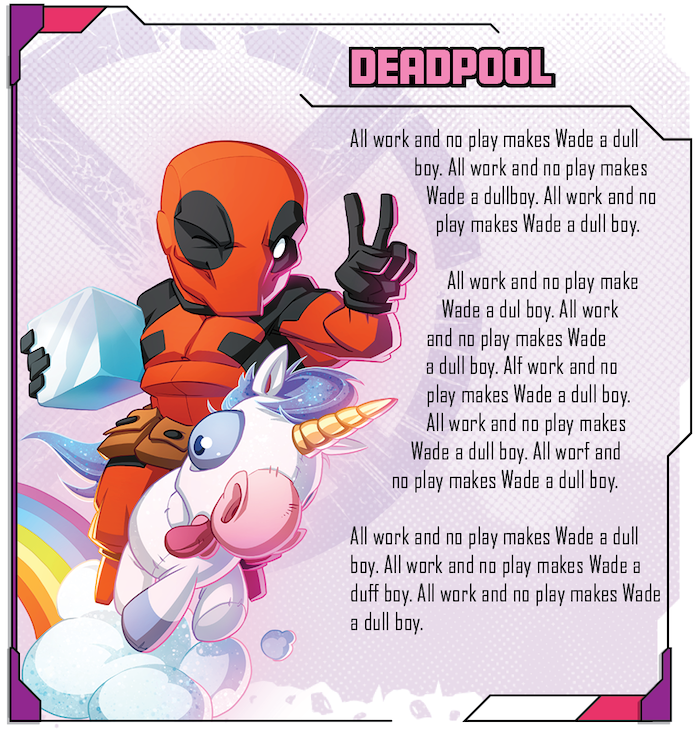 DEADPOOL
All work and no play makes Wade a dull
boy. All work and no play makes
Wade a dullboy. All work and no
play makes Wade a dull boy.
All work and no play make
Wade a dul boy. All work
and no play makes Wade
a dull boy. Alf work and no
play makes Wade a dull boy.
All work and no play makes
Wade a dull boy. All worf and
no play makes Wade a dull boy.
All work and no play makes Wade a dull
boy. All work and no play makes Wade a
duff boy. All work and no play makes Wade
a dull boy.